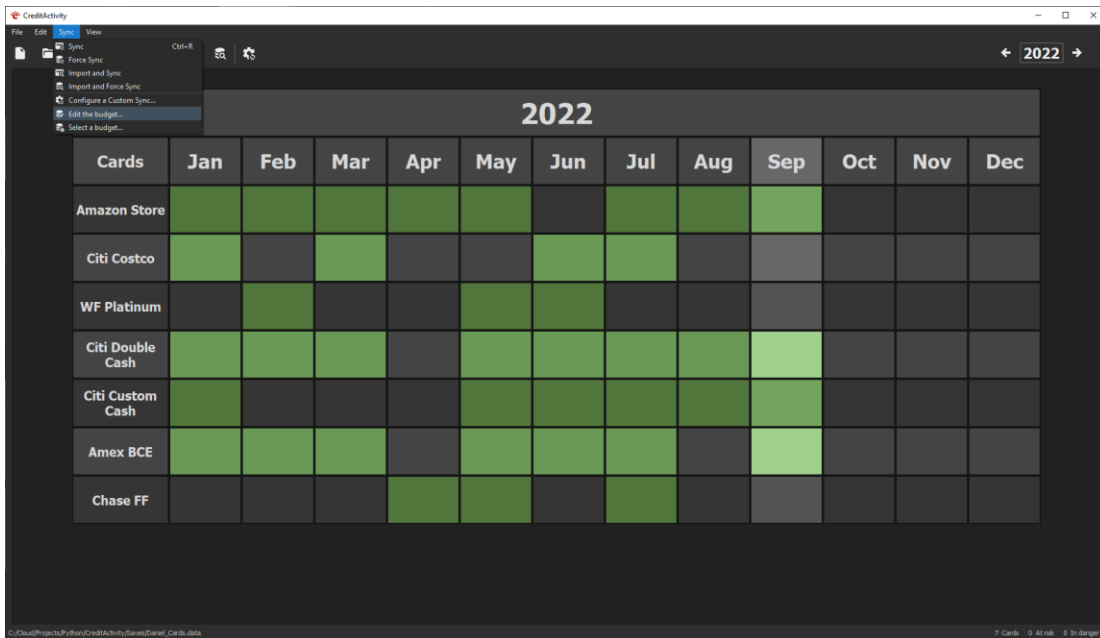 CreditActivity
File Edit Sync View
Sync Ctrl+R
Force Sync
Import and Sync
Import and Force Sync
Configure a Custom Sync...
Edit the budget...
Select a budget...
2022
2022
Cards Jan Feb Mar Apr May Jun Jul Aug Sep Oct Nov Dec
Amazon Store
Citi Costco
WF Platinum
Citi Double
Cash
Citi Custom
Cash
Amex BCE
Chase FF
C:/Cloud/Projects/Python/CreditActivity/Saves/Daniel_Cards.data 7 Cards 0 At risk 0 In danger